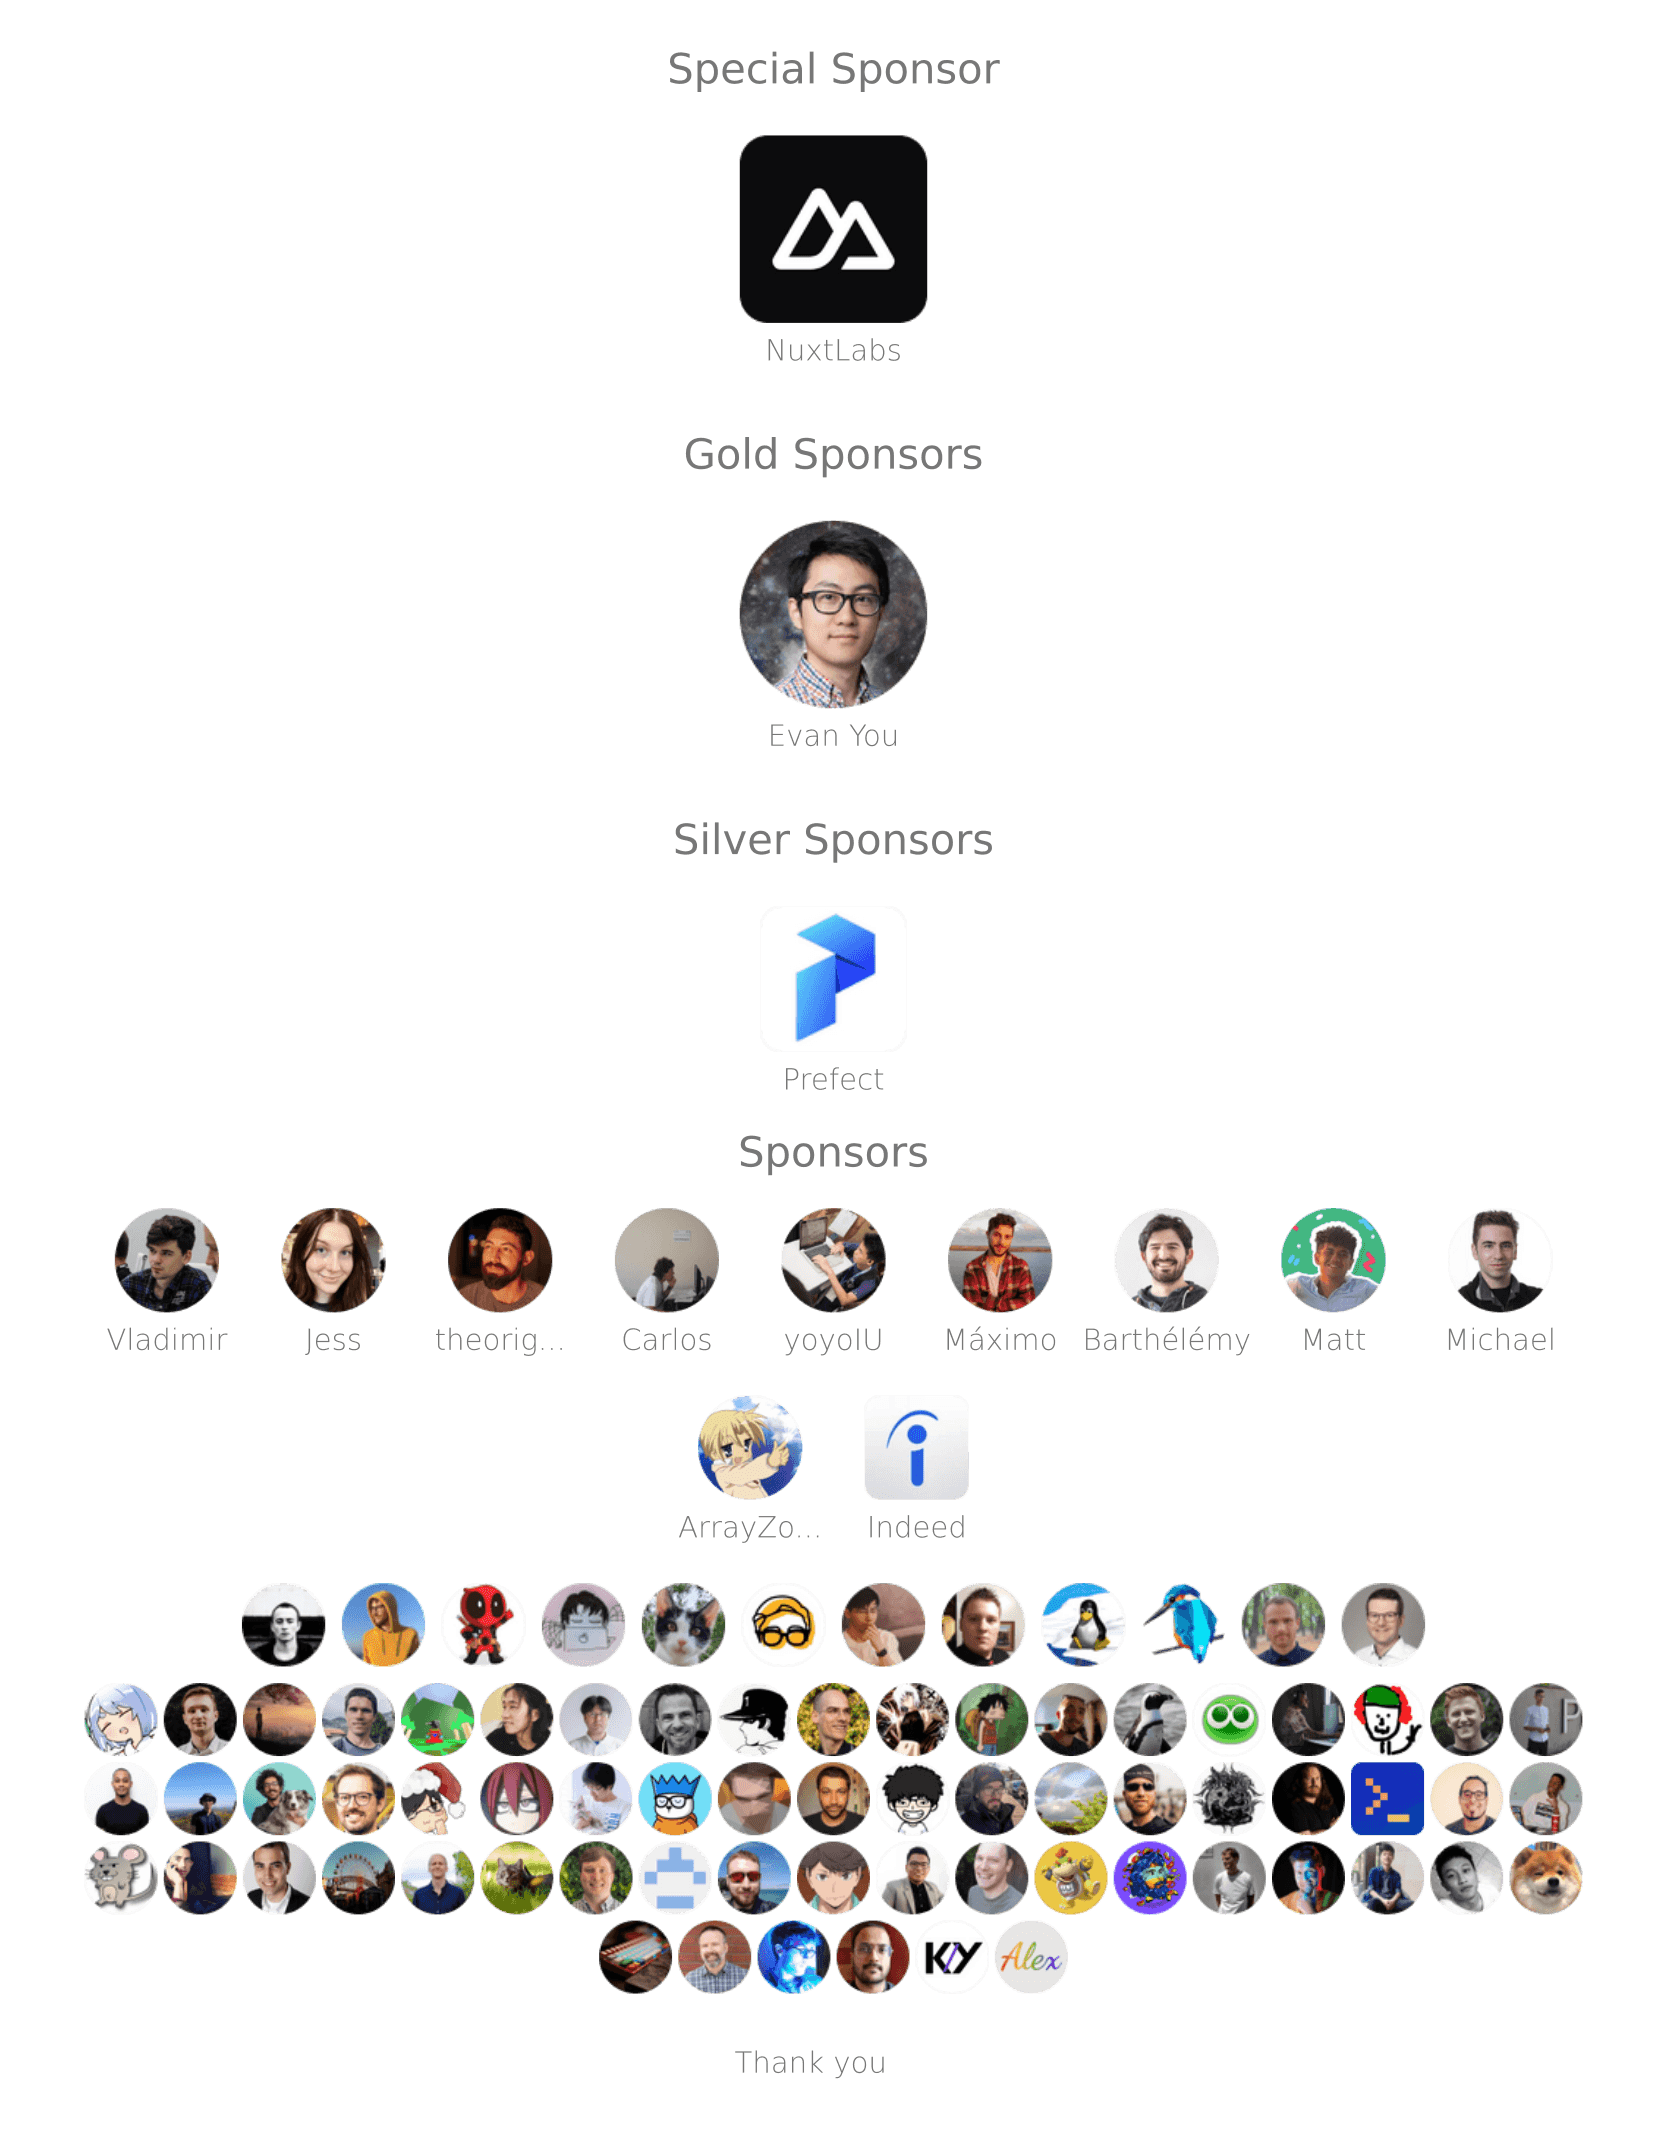 Special Sponsor
NuxtLabs
Gold Sponsors
Evan You
Silver Sponsors
Prefect
Sponsors
Vladimir Jess theorig... Carlos yoyoIU Máximo Barthélémy Matt Michael
ArrayZo... Indeed
P
KY Alex
Thank you